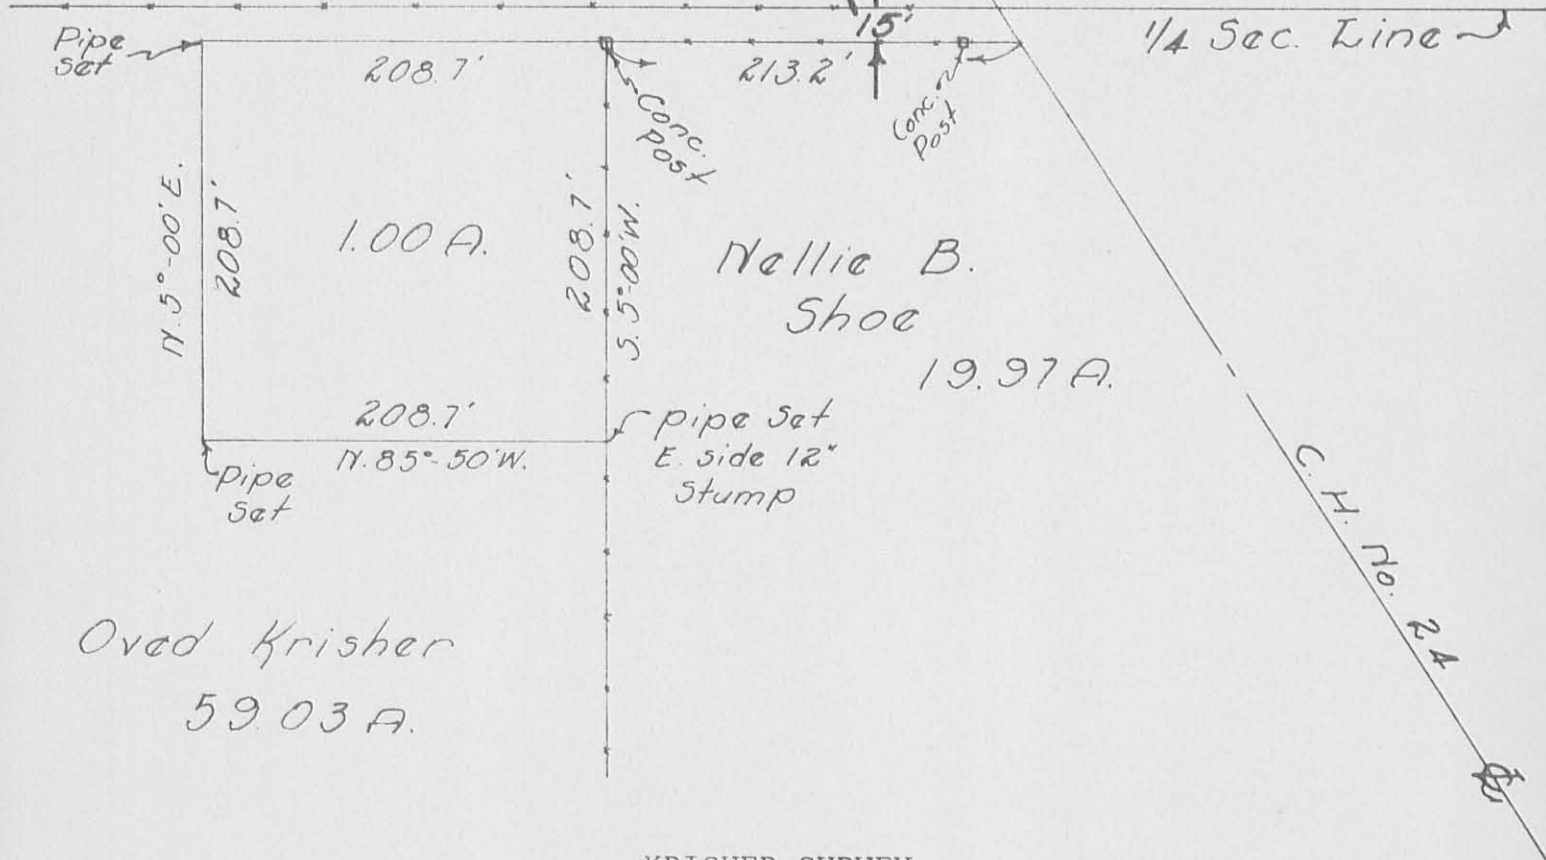 15'
1/4 Sec. Line
Pipe
Set
208.7'
213.2'
Conc.
Post
Conc.
Post
N. 5°-00' E.
208.7'
1.00 A.
208.7'
S. 5°-00' W.
Nellie B.
Shoe
19.97 A.
208.7'
N. 85°-50' W.
Pipe Set
E. side 12"
Stump
Pipe
Set
C. H. No. 24
Oved Krisher
59.03 A.
℄
KRISHER SURVEY